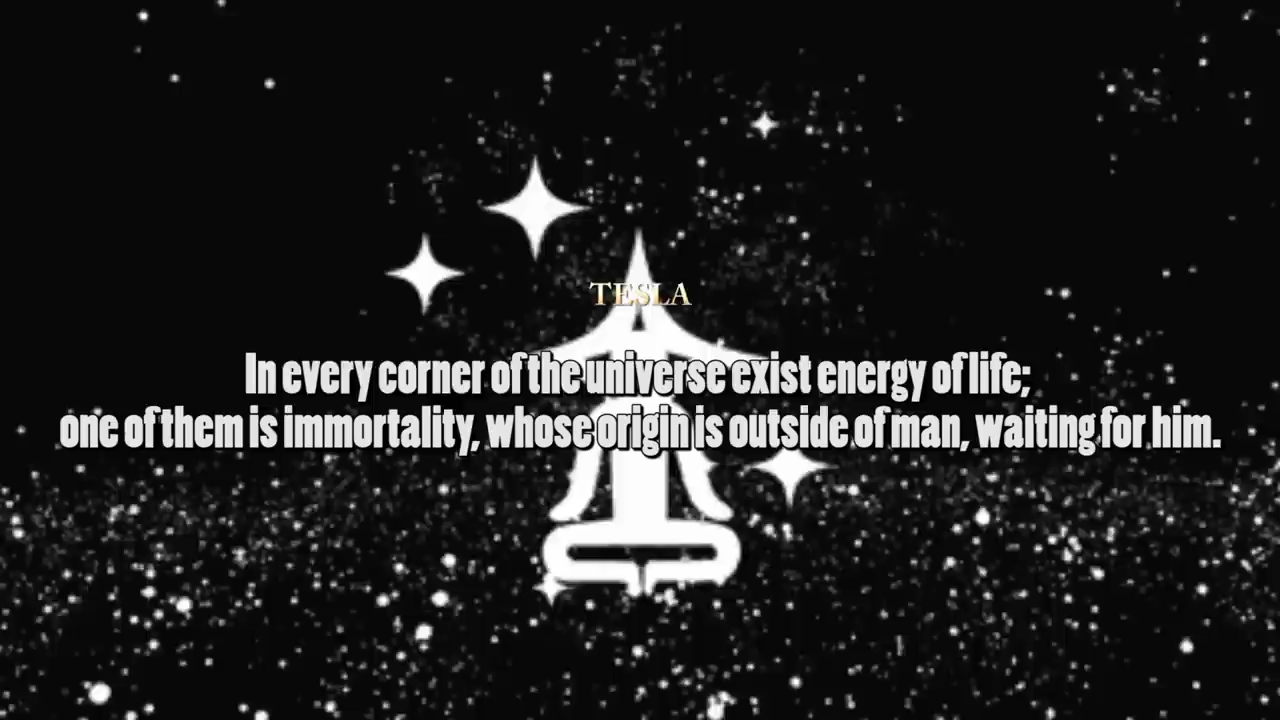 TESLA
In every corner of the universe exist energy of life;
one of them is immortality, whose origin is outside of man, waiting for him.